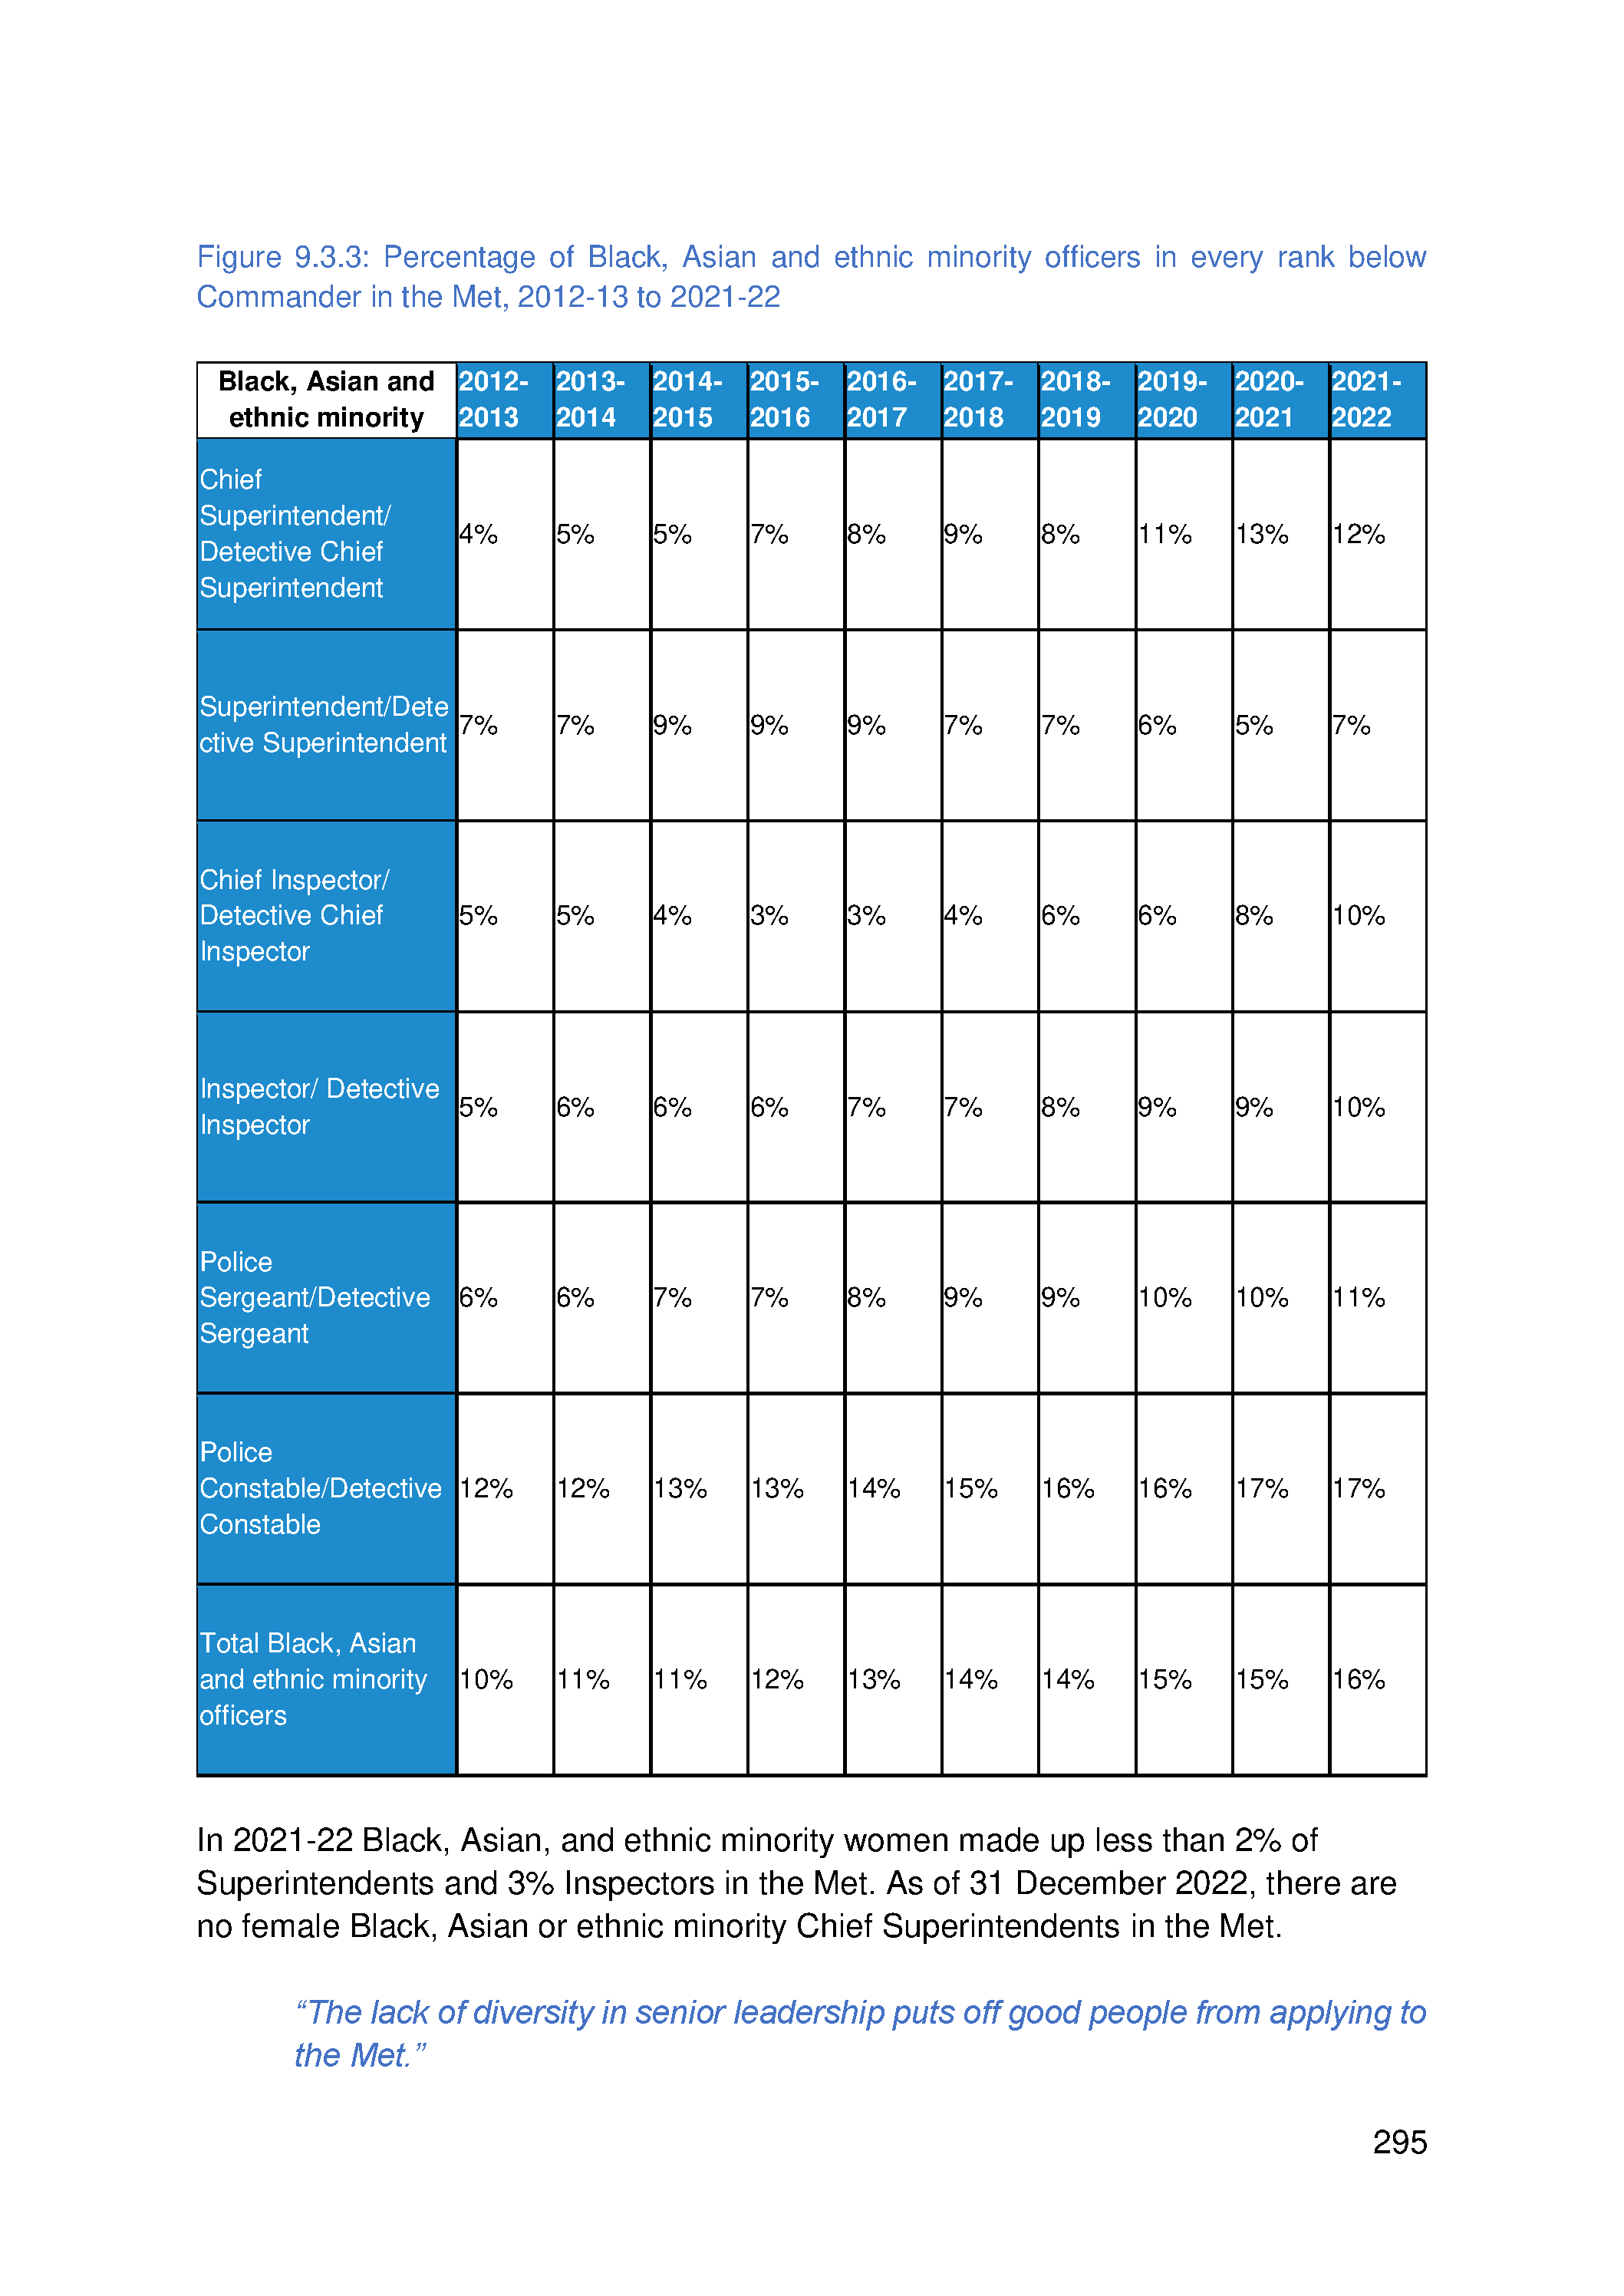 Figure 9.3.3: Percentage of Black, Asian and ethnic minority officers in every rank below
Commander in the Met, 2012-13 to 2021-22
Black, Asian and
ethnic minority
2012-
2013
2013-
2014
2014-
2015
2015-
2016
2016-
2017
2017-
2018
2018-
2019
2019-
2020
2020-
2021
2021-
2022
Chief
Superintendent/
Detective Chief
Superintendent
4% 5% 5% 7% 8% 9% 8% 11% 13% 12%
Superintendent/Dete
ctive Superintendent
7% 7% 9% 9% 9% 7% 7% 6% 5% 7%
Chief Inspector/
Detective Chief
Inspector
5% 5% 4% 3% 3% 4% 6% 6% 8% 10%
Inspector/ Detective
Inspector
5% 6% 6% 6% 7% 7% 8% 9% 9% 10%
Police
Sergeant/Detective
Sergeant
6% 6% 7% 7% 8% 9% 9% 10% 10% 11%
Police
Constable/Detective
Constable
12% 12% 13% 13% 14% 15% 16% 16% 17% 17%
Total Black, Asian
and ethnic minority
officers
10% 11% 11% 12% 13% 14% 14% 15% 15% 16%
In 2021-22 Black, Asian, and ethnic minority women made up less than 2% of
Superintendents and 3% Inspectors in the Met. As of 31 December 2022, there are
no female Black, Asian or ethnic minority Chief Superintendents in the Met.
“The lack of diversity in senior leadership puts off good people from applying to
the Met.”
295